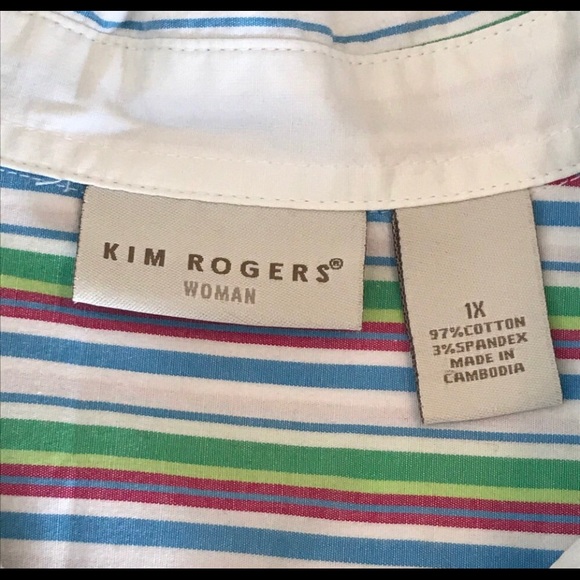 KIM ROGERS®
WOMAN
1X
97%COTTON
3%SPANDEX
MADE IN
CAMBODIA